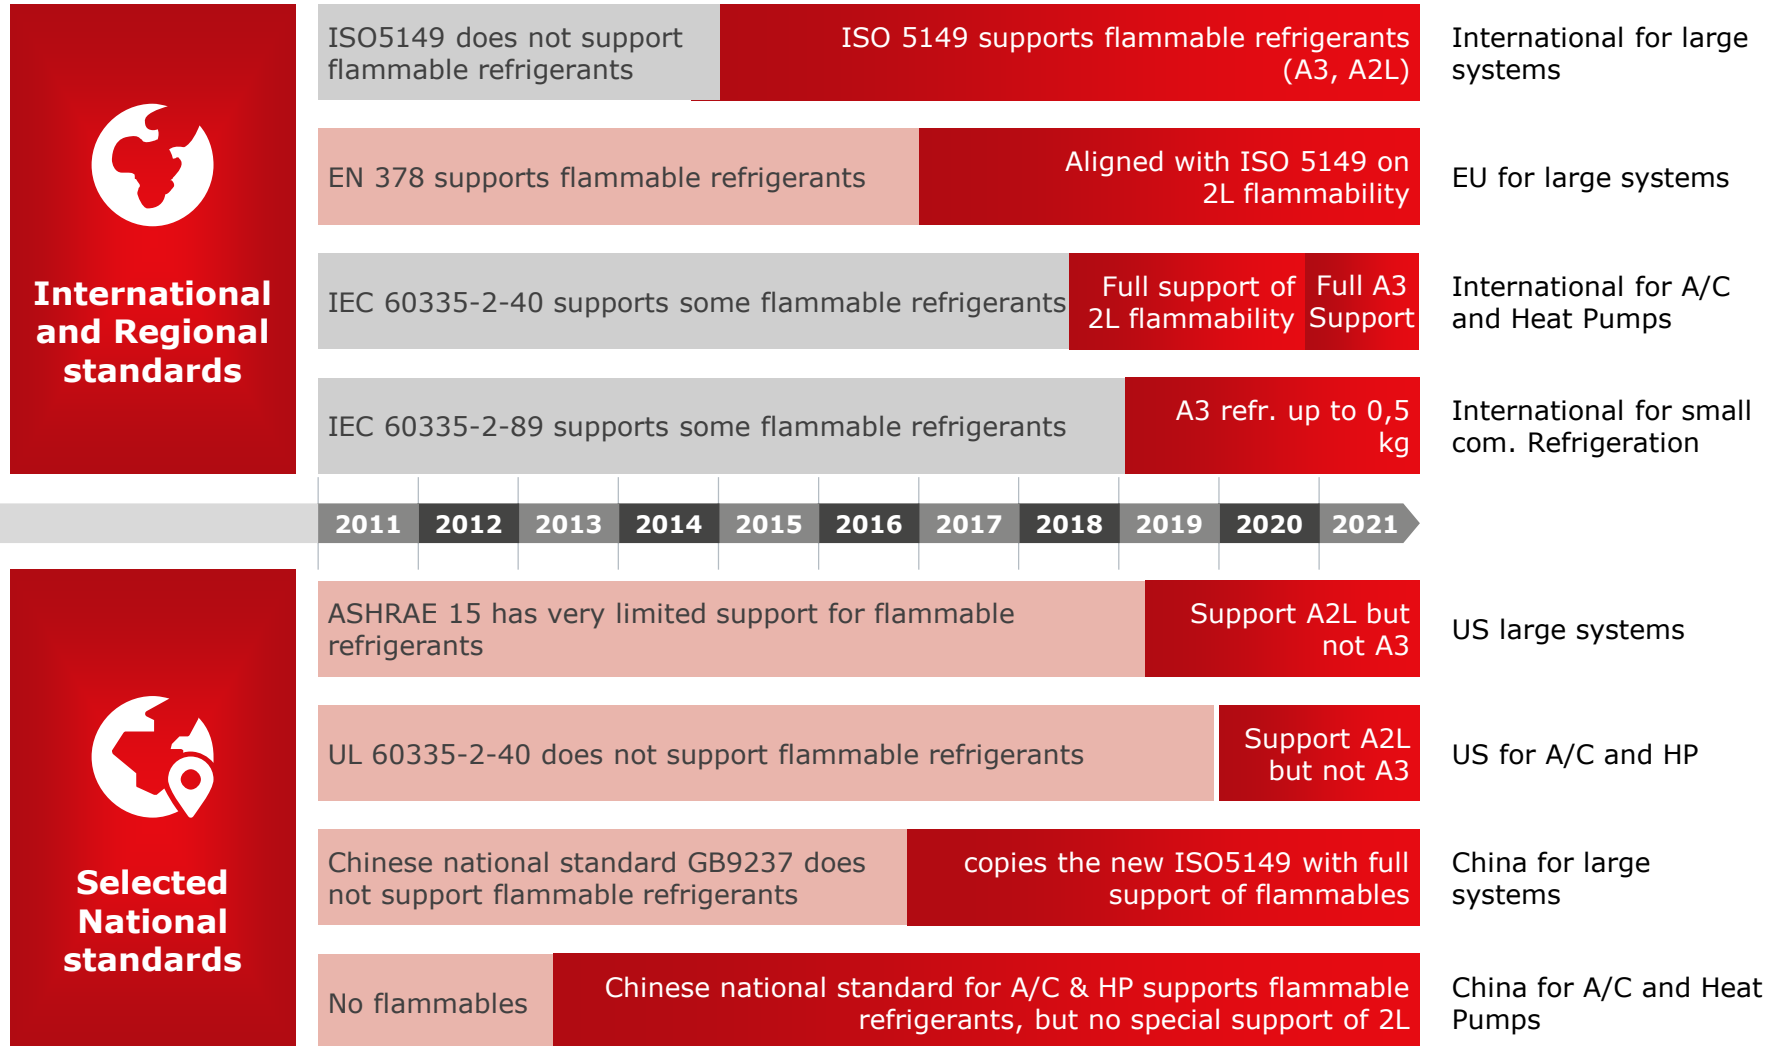 International
and Regional
standards
ISO5149 does not support
flammable refrigerants
ISO 5149 supports flammable refrigerants
(A3, A2L)
International for large
systems
EN 378 supports flammable refrigerants
Aligned with ISO 5149 on
2L flammability
EU for large systems
IEC 60335-2-40 supports some flammable refrigerants
Full support of
2L flammability
Full A3
Support
International for A/C
and Heat Pumps
IEC 60335-2-89 supports some flammable refrigerants
A3 refr. up to 0,5
kg
International for small
com. Refrigeration
2011 2012 2013 2014 2015 2016 2017 2018 2019 2020 2021
Selected
National
standards
ASHRAE 15 has very limited support for flammable
refrigerants
Support A2L but
not A3
US large systems
UL 60335-2-40 does not support flammable refrigerants
Support A2L
but not A3
US for A/C and HP
Chinese national standard GB9237 does
not support flammable refrigerants
copies the new ISO5149 with full
support of flammables
China for large
systems
No flammables
Chinese national standard for A/C & HP supports flammable
refrigerants, but no special support of 2L
China for A/C and Heat
Pumps